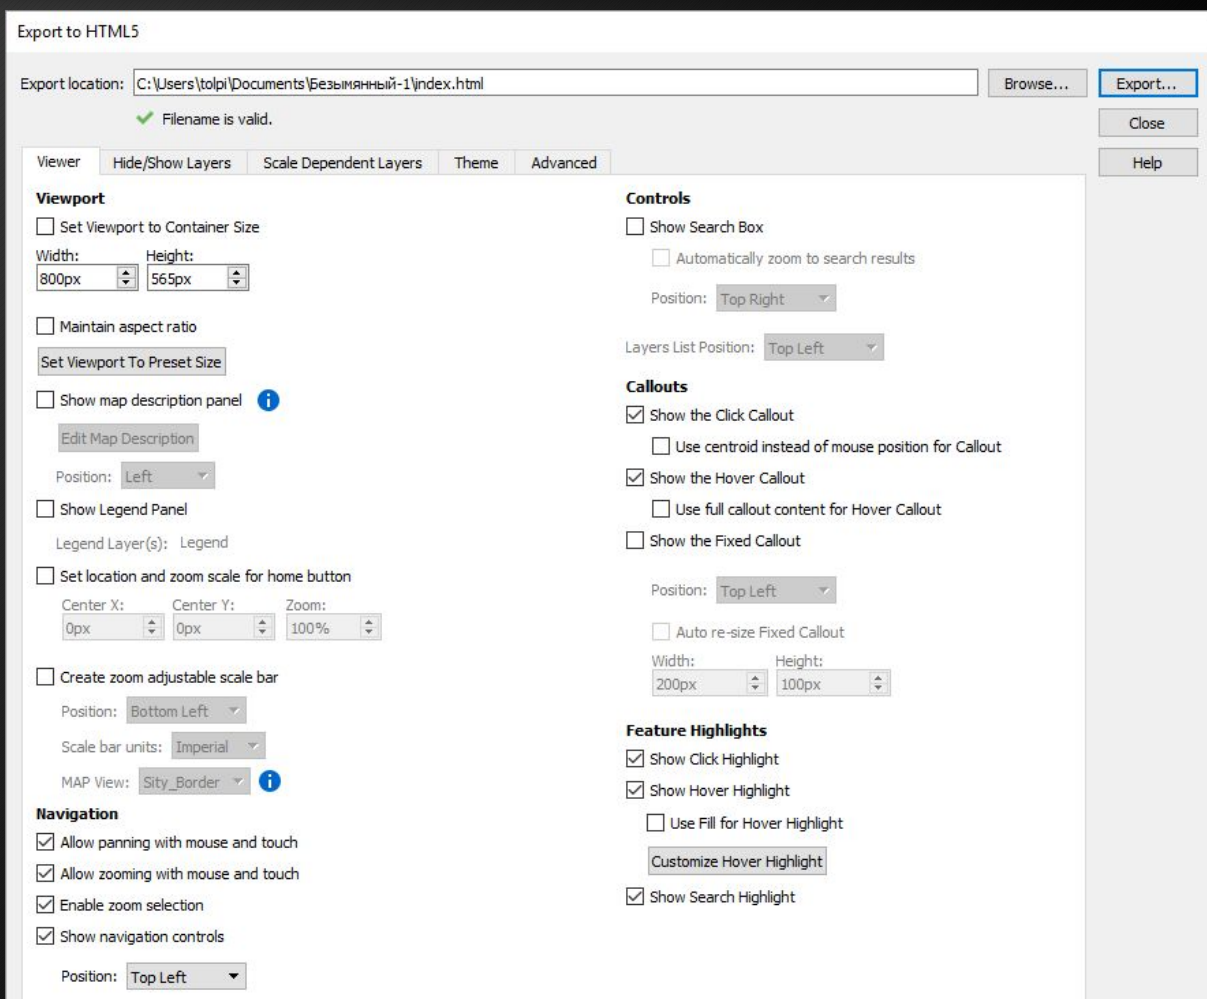 Export to HTML5
Export location: C:\Users\tolpi\Documents\Безымянный-1\index.html Browse... Export...
Filename is valid.
Close
Viewer Hide/Show Layers Scale Dependent Layers Theme Advanced
Help
Viewport
Set Viewport to Container Size
Width: Height:
800px 565px
Maintain aspect ratio
Set Viewport To Preset Size
Show map description panel
Edit Map Description
Position: Left
Show Legend Panel
Legend Layer(s): Legend
Set location and zoom scale for home button
Center X: Center Y: Zoom:
0px 0px 100%
Create zoom adjustable scale bar
Position: Bottom Left
Scale bar units: Imperial
MAP View: Sity_Border
Navigation
Allow panning with mouse and touch
Allow zooming with mouse and touch
Enable zoom selection
Show navigation controls
Position: Top Left
Controls
Show Search Box
Automatically zoom to search results
Position: Top Right
Layers List Position: Top Left
Callouts
Show the Click Callout
Use centroid instead of mouse position for Callout
Show the Hover Callout
Use full callout content for Hover Callout
Show the Fixed Callout
Position: Top Left
Auto re-size Fixed Callout
Width: Height:
200px 100px
Feature Highlights
Show Click Highlight
Show Hover Highlight
Use Fill for Hover Highlight
Customize Hover Highlight
Show Search Highlight